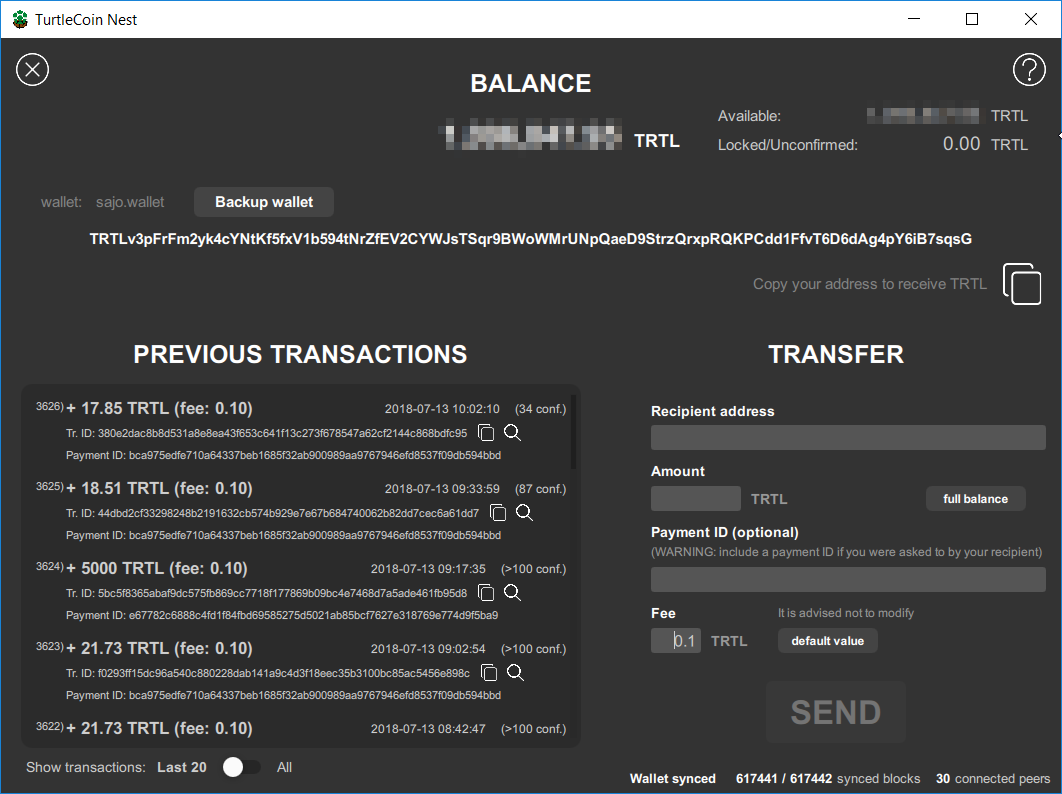 TurtleCoin Nest
BALANCE
TRTL
Available: TRTL
Locked/Unconfirmed: 0.00 TRTL
wallet: sajo.wallet Backup wallet
TRTLv3pFrFm2yk4cYNtKf5fxV1b594tNrZfEV2CYWJsTSqr9BWoWMrUNpQaeD9StrzQrxpRQKPCdd1FfvT6D6dAg4pY6iB7sqsG
Copy your address to receive TRTL
PREVIOUS TRANSACTIONS
3626) + 17.85 TRTL (fee: 0.10) 2018-07-13 10:02:10 (34 conf.)
Tr. ID: 380e2dac8b8d531a8e8ea43f653c641f13c273f678547a62cf2144c868bdfc95
Payment ID: bca975edfe710a64337beb1685f32ab900989aa9767946efd8537f09db594bbd
3625) + 18.51 TRTL (fee: 0.10) 2018-07-13 09:33:59 (87 conf.)
Tr. ID: 44dbd2cf33298248b2191632cb574b929e7e67b684740062b82dd7cec6a61dd7
Payment ID: bca975edfe710a64337beb1685f32ab900989aa9767946efd8537f09db594bbd
3624) + 5000 TRTL (fee: 0.10) 2018-07-13 09:17:35 (>100 conf.)
Tr. ID: 5bc5f8365abaf9dc575fb869cc7718f177869b09bc4e7468d7a5ade461fb95d8
Payment ID: e67782c6888c4fd1f84fbd69585275d5021ab85bcf7627e318769e774d9f5ba9
3623) + 21.73 TRTL (fee: 0.10) 2018-07-13 09:02:54 (>100 conf.)
Tr. ID: f0293ff15dc96a540c880228dab141a9c4d3f18eec35b3100bc85ac5456e898c
Payment ID: bca975edfe710a64337beb1685f32ab900989aa9767946efd8537f09db594bbd
3622) + 21.73 TRTL (fee: 0.10) 2018-07-13 08:42:47 (>100 conf.)
Show transactions: Last 20 All
TRANSFER
Recipient address
Amount
TRTL full balance
Payment ID (optional)
(WARNING: include a payment ID if you were asked to by your recipient)
Fee It is advised not to modify
0.1 TRTL default value
SEND
Wallet synced 617441 / 617442 synced blocks 30 connected peers